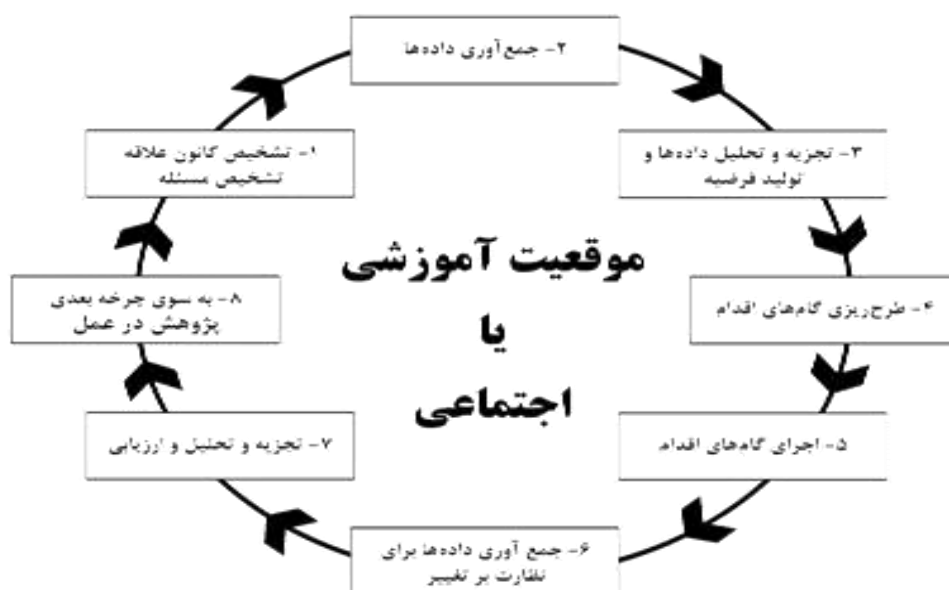 ۱- تشخیص کانون علاقه
تشخیص مسئله
۲- جمع‌آوری داده‌ها
۳- تجزیه و تحلیل داده‌ها و
تولید فرضیه
۴- طرح‌ریزی گام‌های اقدام
۵- اجرای گام‌های اقدام
۶- جمع آوری داده‌ها برای
نظارت بر تغییر
۷- تجزیه و تحلیل و ارزیابی
۸- به سوی چرخه بعدی
پژوهش در عمل
موقعیت آموزشی
یا
اجتماعی